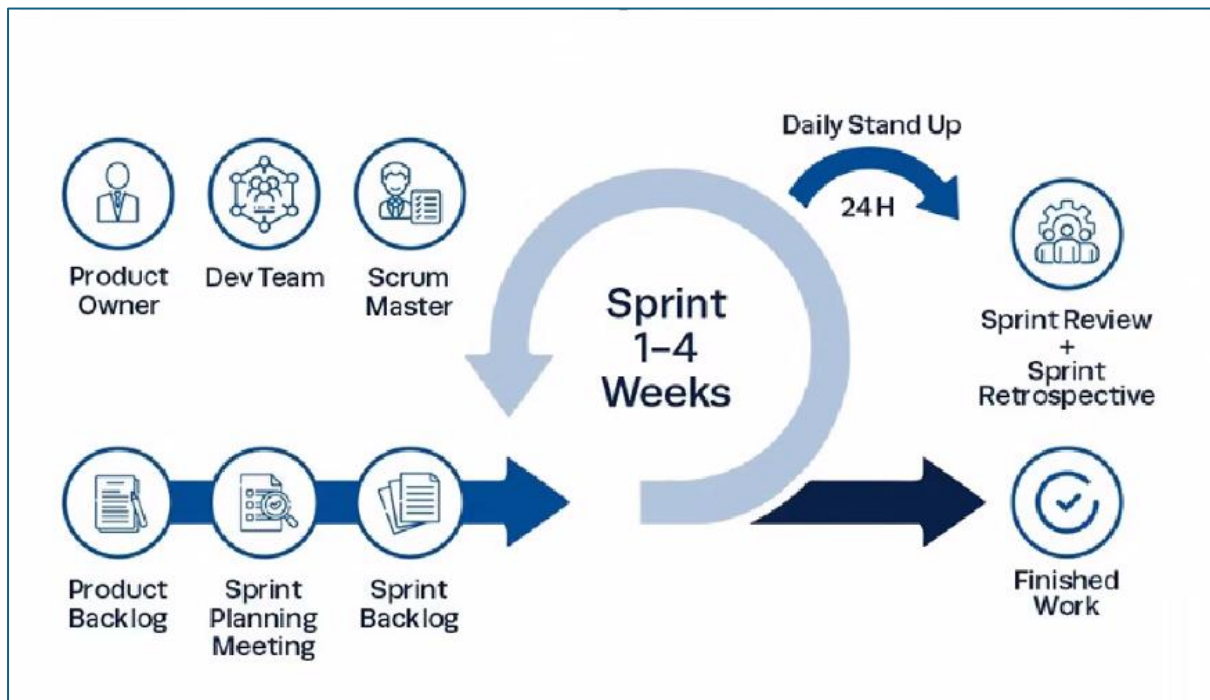 Daily Stand Up
24H
Product
Owner
Dev Team
Scrum
Master
Sprint
1–4
Weeks
Sprint Review
+
Sprint
Retrospective
Product
Backlog
Sprint
Planning
Meeting
Sprint
Backlog
Finished
Work